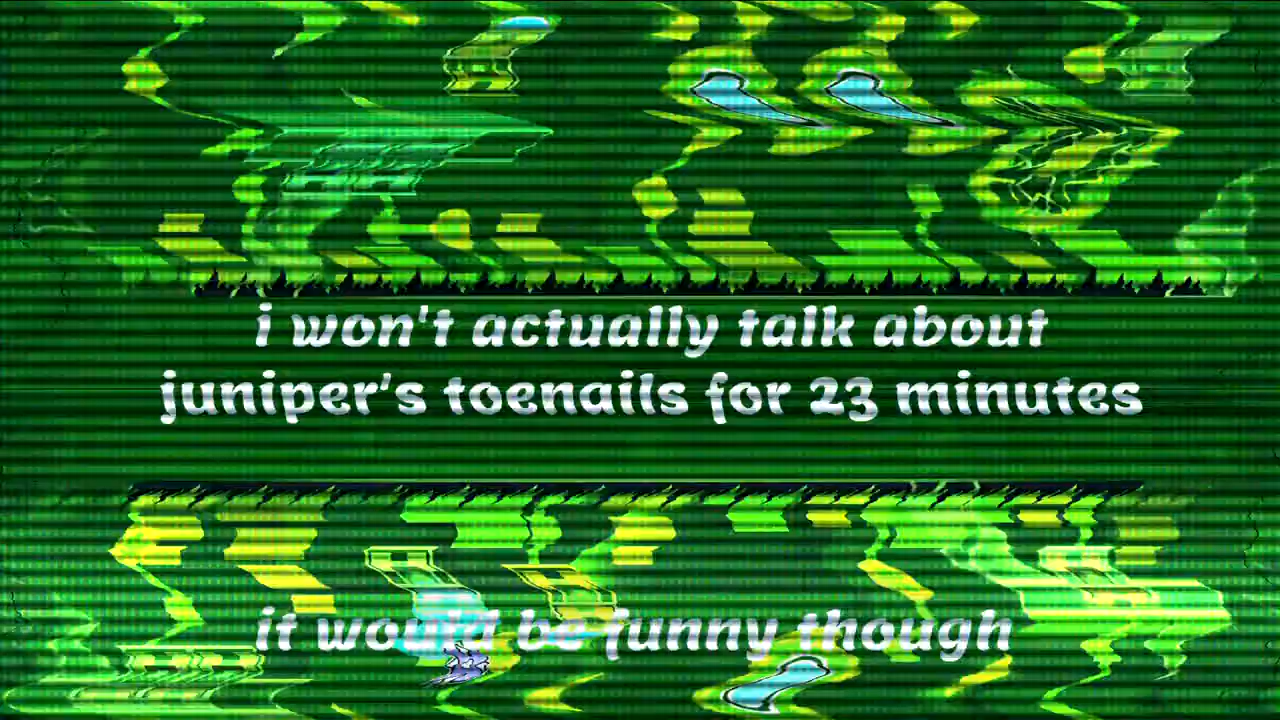 i won't actually talk about
juniper's toenails for 23 minutes
it would be funny though